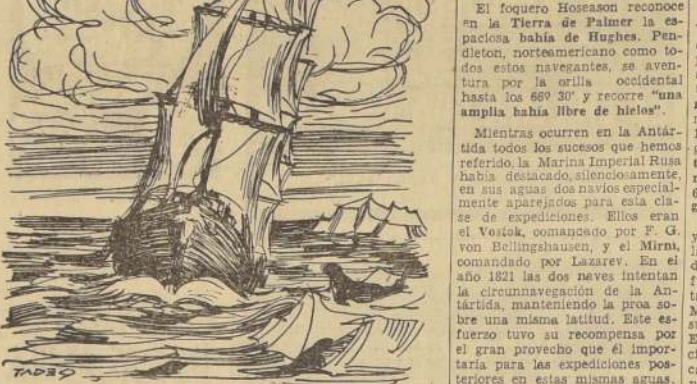 TADEO
El foquero Hoseason reconoce
en la Tierra de Palmer la es-
paciosa bahía de Hughes. Pen-
dleton, norteamericano como to-
dos estos navegantes, se aven-
tura por la orilla occidental
hasta los 66º 30' y recorre "una
amplia bahía libre de hielos".
Mientras ocurren en la Antár-
tida todos los sucesos que hemos
referido, la Marina Imperial Rusa
había destacado, silenciosamente,
en sus aguas dos navíos especial-
mente aparejados para esta cla-
se de expediciones. Ellos eran
el Vostok, comandado por F. G.
von Bellingshausen, y el Mirni,
comandado por Lazarev. En el
año 1821 las dos naves intentan
la circunnavegación de la An-
tártida, manteniendo la proa so-
bre una misma latitud. Este es-
fuerzo tuvo su recompensa por
el gran provecho que él impor-
taría para las expediciones pos-
teriores en estas mismas aguas.